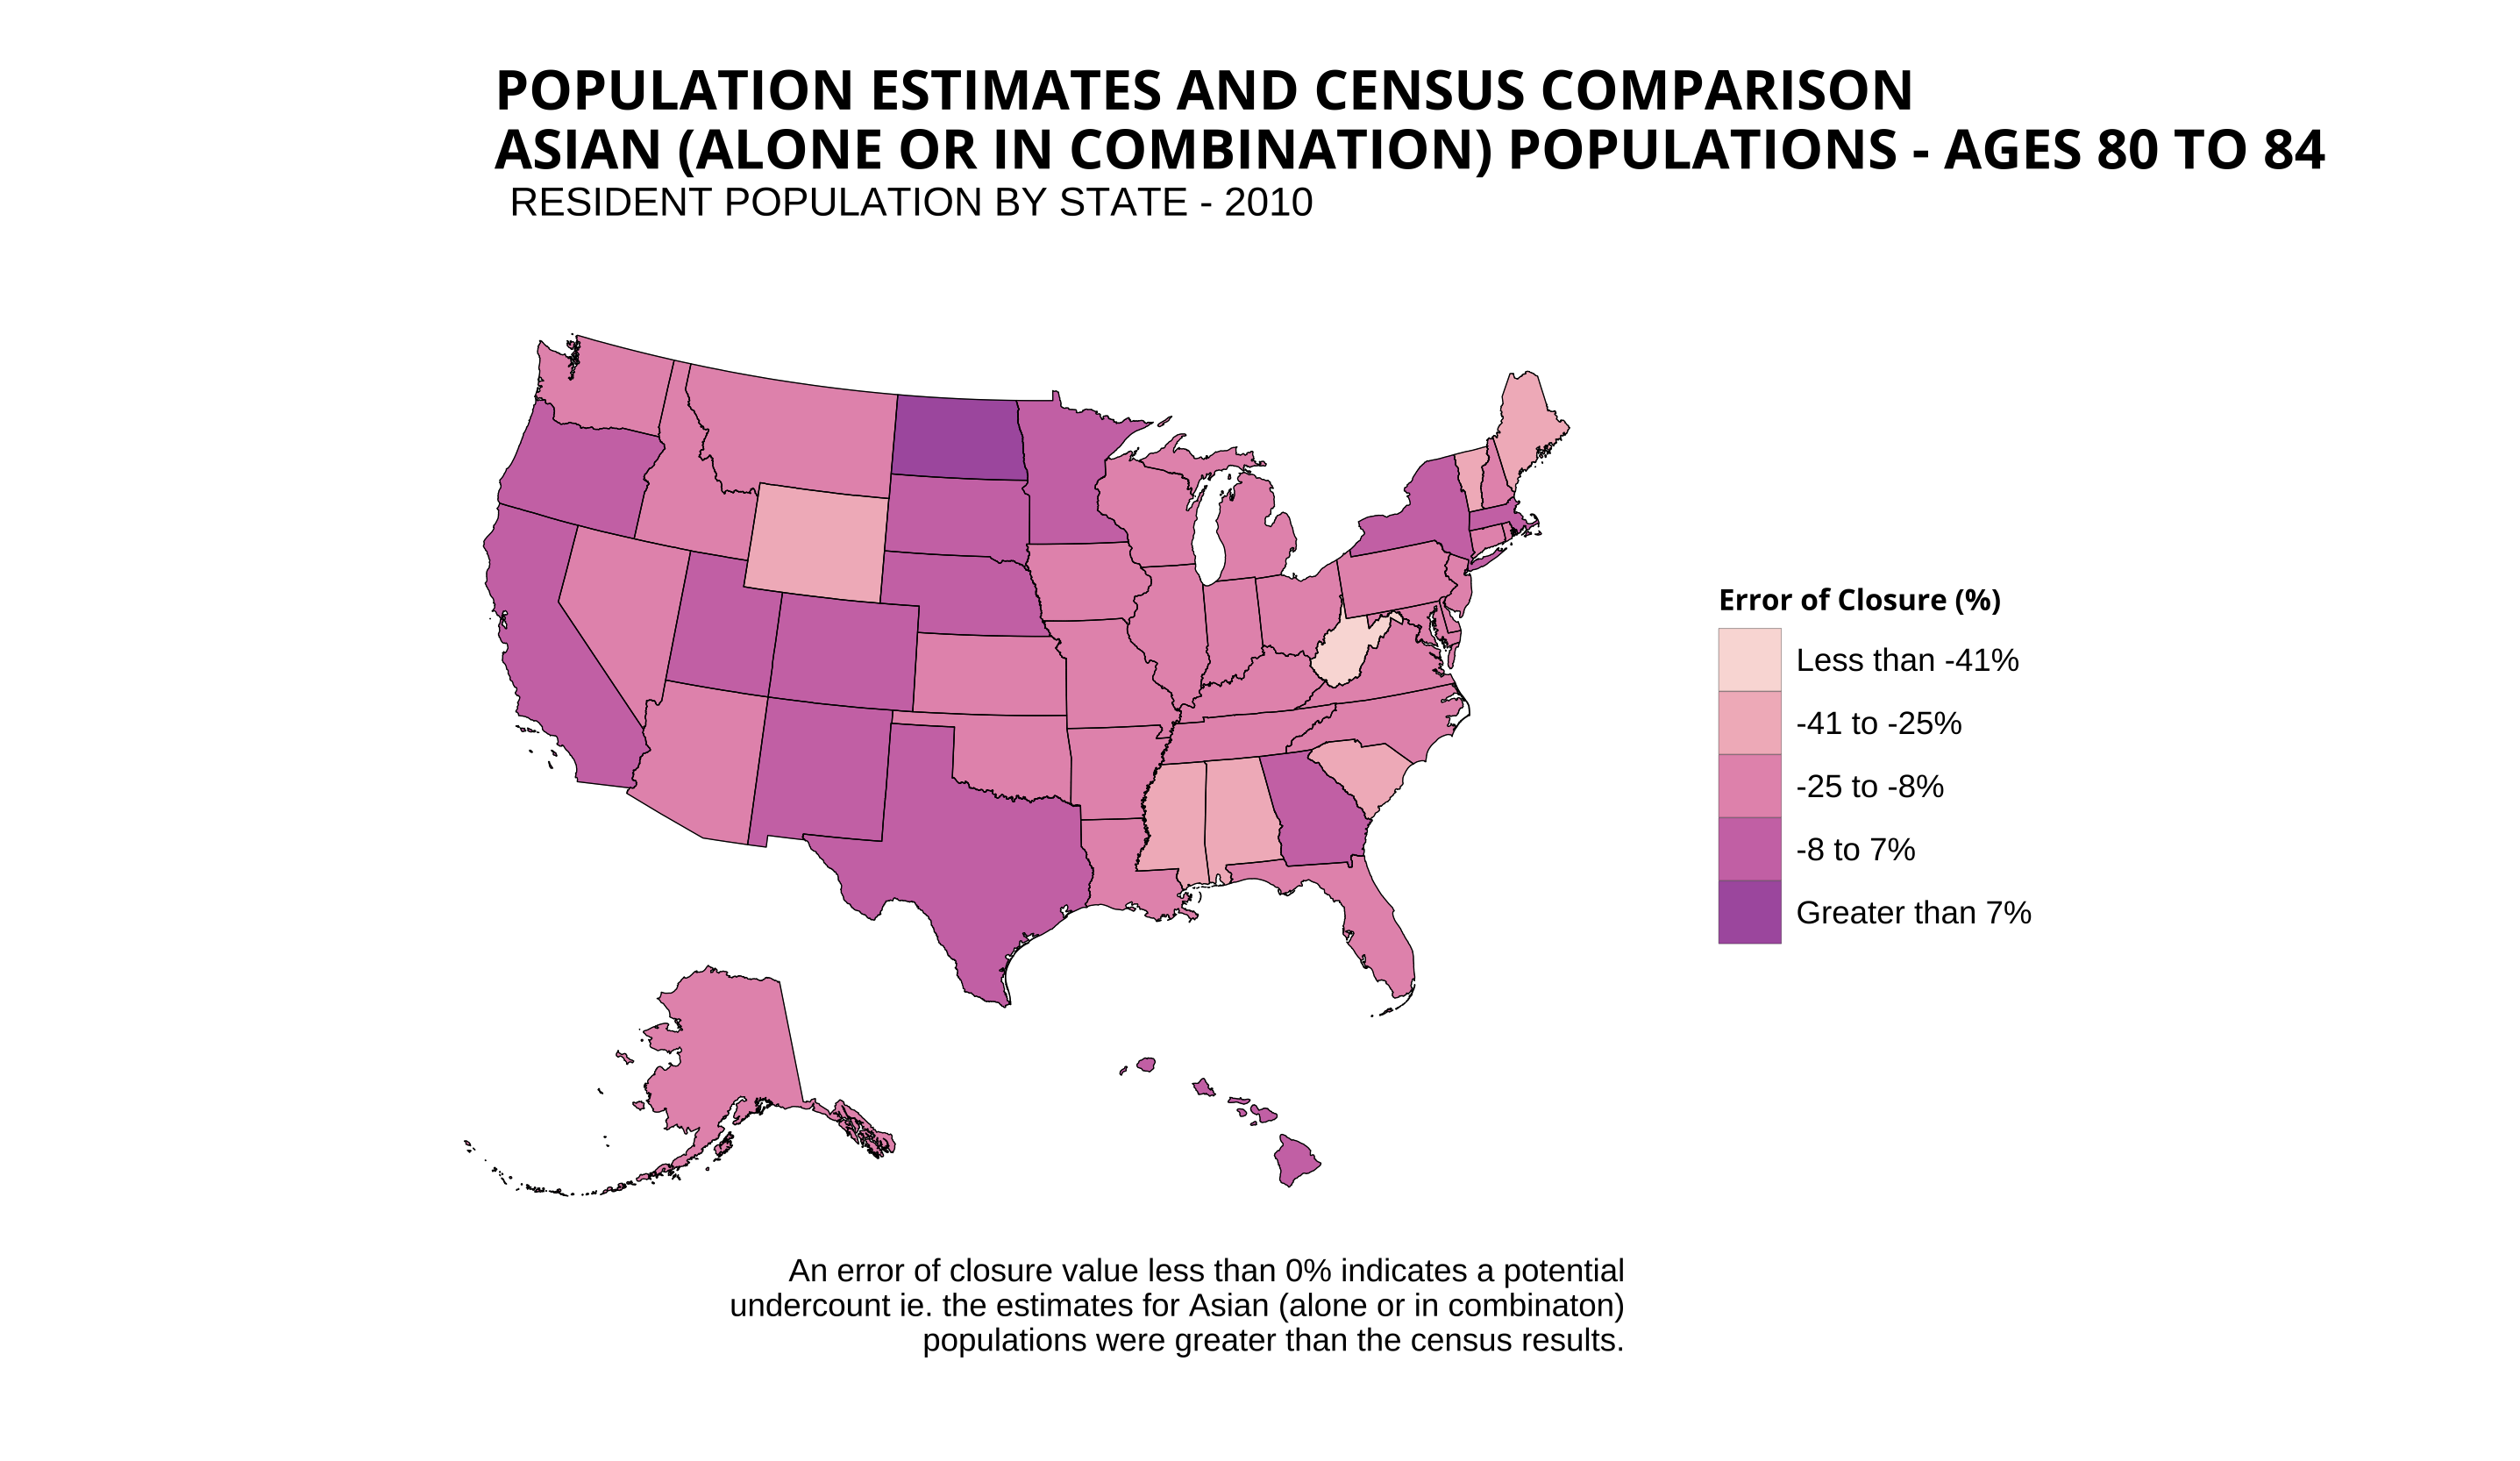 POPULATION ESTIMATES AND CENSUS COMPARISON
ASIAN (ALONE OR IN COMBINATION) POPULATIONS - AGES 80 TO 84
RESIDENT POPULATION BY STATE - 2010
Error of Closure (%)
Less than -41%
-41 to -25%
-25 to -8%
-8 to 7%
Greater than 7%
An error of closure value less than 0% indicates a potential
undercount ie. the estimates for Asian (alone or in combinaton)
populations were greater than the census results.